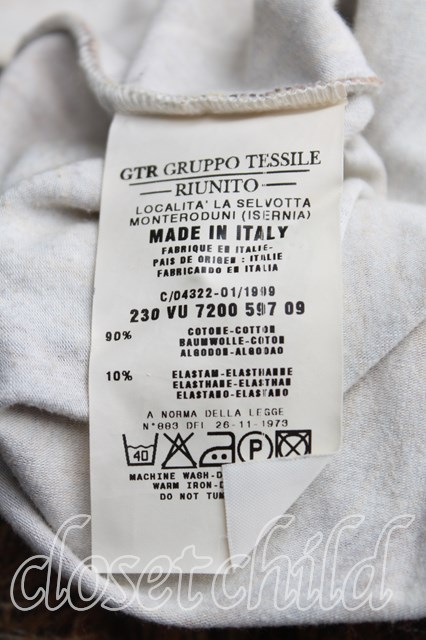 GTR GRUPPO TESSILE
RIUNITO
LOCALITA' LA SELVOTTA
MONTERODUNI (ISERNIA)
MADE IN ITALY
FABRIQUE EN ITALIE-
PAIS DE ORIGEN : ITALIE
FABRICANDO EN ITALIA
C/04322-01/1999
230 VU 7200 597 09
90% COTONE-COTTON
BAUMWOLLE-COTON
ALGODON-ALGODAO
10% ELASTAM-ELASTHANNE
ELASTHANE-ELASTHAN
ELASTANO-ELASTANO
A NORMA DELLA LEGGE
N°883 DEL 26-11-1973
40 P
MACHINE WASH-D
WARM IRON-D
DO NOT TUM
closetchild